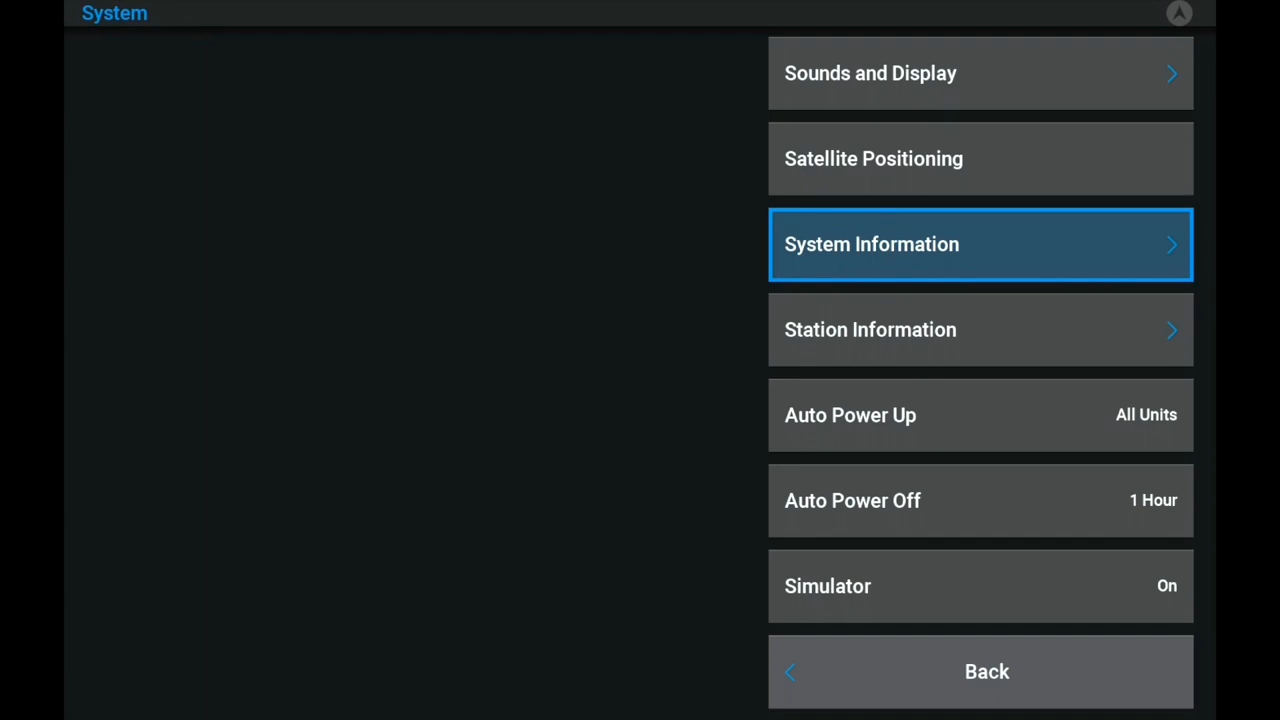 System
Sounds and Display
Satellite Positioning
System Information
Station Information
Auto Power Up All Units
Auto Power Off 1 Hour
Simulator On
Back